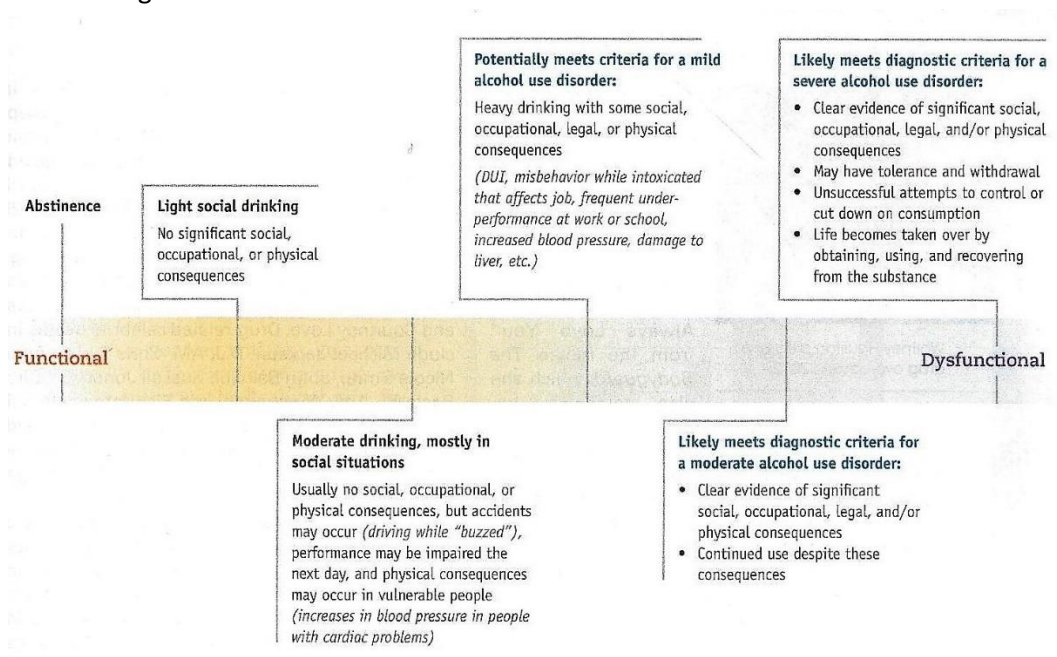 Potentially meets criteria for a mild
alcohol use disorder:
Heavy drinking with some social,
occupational, legal, or physical
consequences
(DUI, misbehavior while intoxicated
that affects job, frequent under-
performance at work or school,
increased blood pressure, damage to
liver, etc.)
Likely meets diagnostic criteria for a
severe alcohol use disorder:
• Clear evidence of significant social,
occupational, legal, and/or physical
consequences
• May have tolerance and withdrawal
• Unsuccessful attempts to control or
cut down on consumption
• Life becomes taken over by
obtaining, using, and recovering
from the substance
Abstinence
Light social drinking
No significant social,
occupational, or physical
consequences
Functional
Dysfunctional
Moderate drinking, mostly in
social situations
Usually no social, occupational, or
physical consequences, but accidents
may occur (driving while "buzzed"),
performance may be impaired the
next day, and physical consequences
may occur in vulnerable people
(increases in blood pressure in people
with cardiac problems)
Likely meets diagnostic criteria for
a moderate alcohol use disorder:
• Clear evidence of significant
social, occupational, legal, and/or
physical consequences
• Continued use despite these
consequences